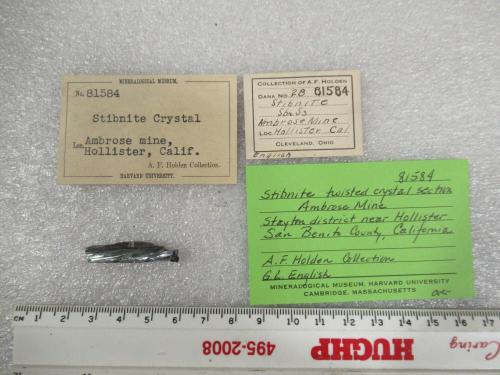 MINERALOGICAL MUSEUM,
No. 81584
Stibnite Crystal
Loc. Ambrose mine,
Hollister, Calif.
A. F. Holden Collection.
HARVARD UNIVERSITY.
COLLECTION OF A.F. HOLDEN
DANA NO. 28 81584
Stibnite
Sb2S3
Ambrose Mine
LOC. Hollister Cal
CLEVELAND, OHIO
English
81584
Stibnite twisted crystal section
Ambrose Mine
Stayton district near Hollister
San Benito County, California
A.F. Holden Collection
G.L. English
MINERALOGICAL MUSEUM, HARVARD UNIVERSITY
CAMBRIDGE, MASSACHUSETTS
over
CM 1 2 3 4 5 6 7 8 9 10 11 12 13 14 15 16 17
Caring
HUGHP
495-2008